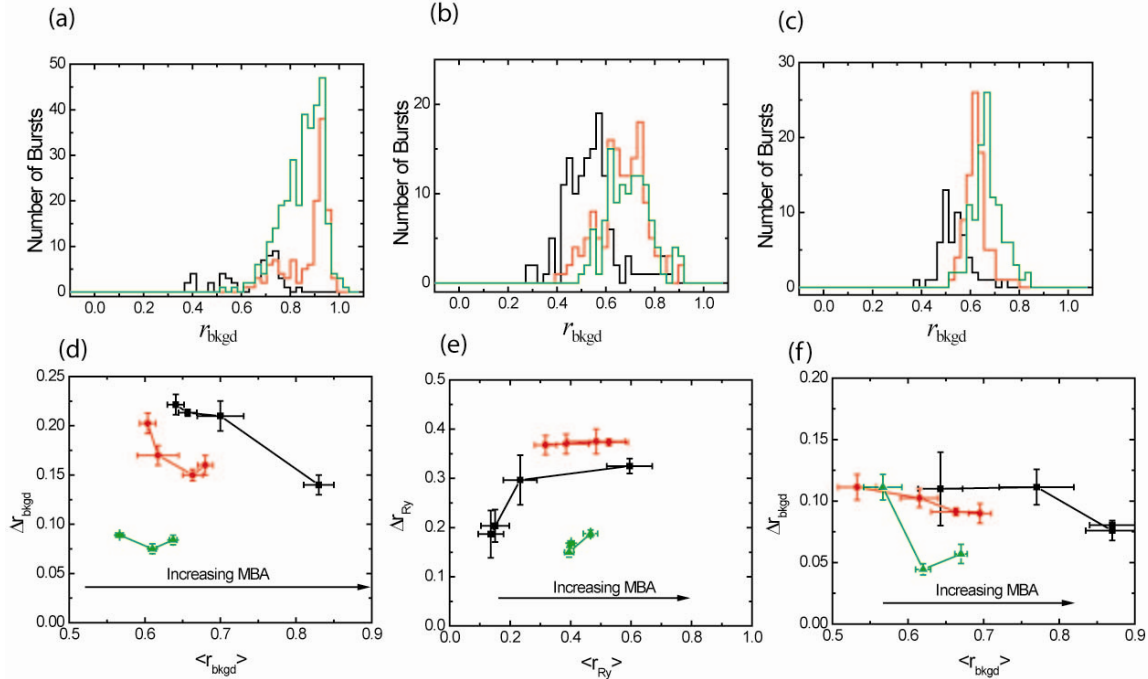 (a)
(b)
(c)
50
40
30
20
10
0
Number of Bursts
0.0 0.2 0.4 0.6 0.8 1.0
r_bkgd
20
10
0
Number of Bursts
0.0 0.2 0.4 0.6 0.8 1.0
r_bkgd
30
20
10
0
Number of Bursts
0.0 0.2 0.4 0.6 0.8 1.0
r_bkgd
(d)
(e)
(f)
0.25
0.20
0.15
0.10
0.05
0.00
Δr_bkgd
Increasing MBA
0.5 0.6 0.7 0.8 0.9
<r_bkgd>
0.5
0.4
0.3
0.2
0.1
0.0
Δr_Ry
Increasing MBA
0.0 0.2 0.4 0.6 0.8 1.0
<r_Ry>
0.20
0.15
0.10
0.05
0.00
Δr_bkgd
Increasing MBA
0.5 0.6 0.7 0.8 0.9
<r_bkgd>